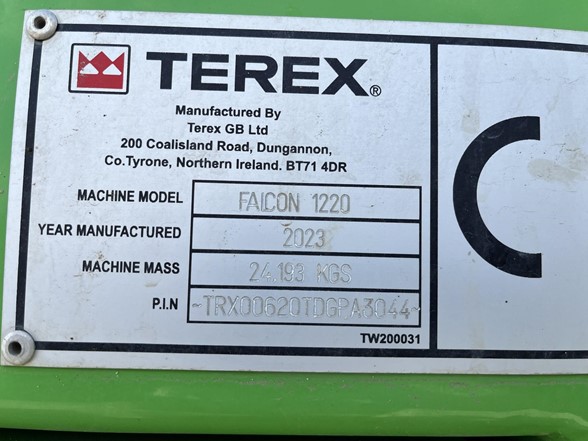 TEREX®
Manufactured By
Terex GB Ltd
200 Coalisland Road, Dungannon,
Co.Tyrone, Northern Ireland. BT71 4DR
MACHINE MODEL FALCON 1220
YEAR MANUFACTURED 2023
MACHINE MASS 24.193 KGS
P.I.N ~TRX00620TDGPA3044~
TW200031
C